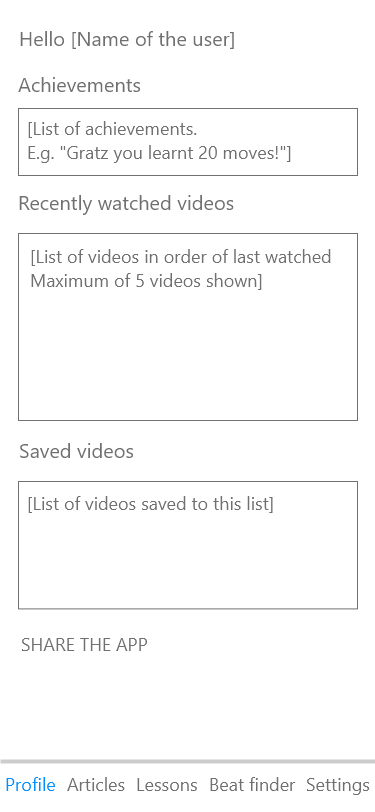 Hello [Name of the user]
Achievements
[List of achievements.
E.g. "Gratz you learnt 20 moves!"]
Recently watched videos
[List of videos in order of last watched
Maximum of 5 videos shown]
Saved videos
[List of videos saved to this list]
SHARE THE APP
Profile Articles Lessons Beat finder Settings